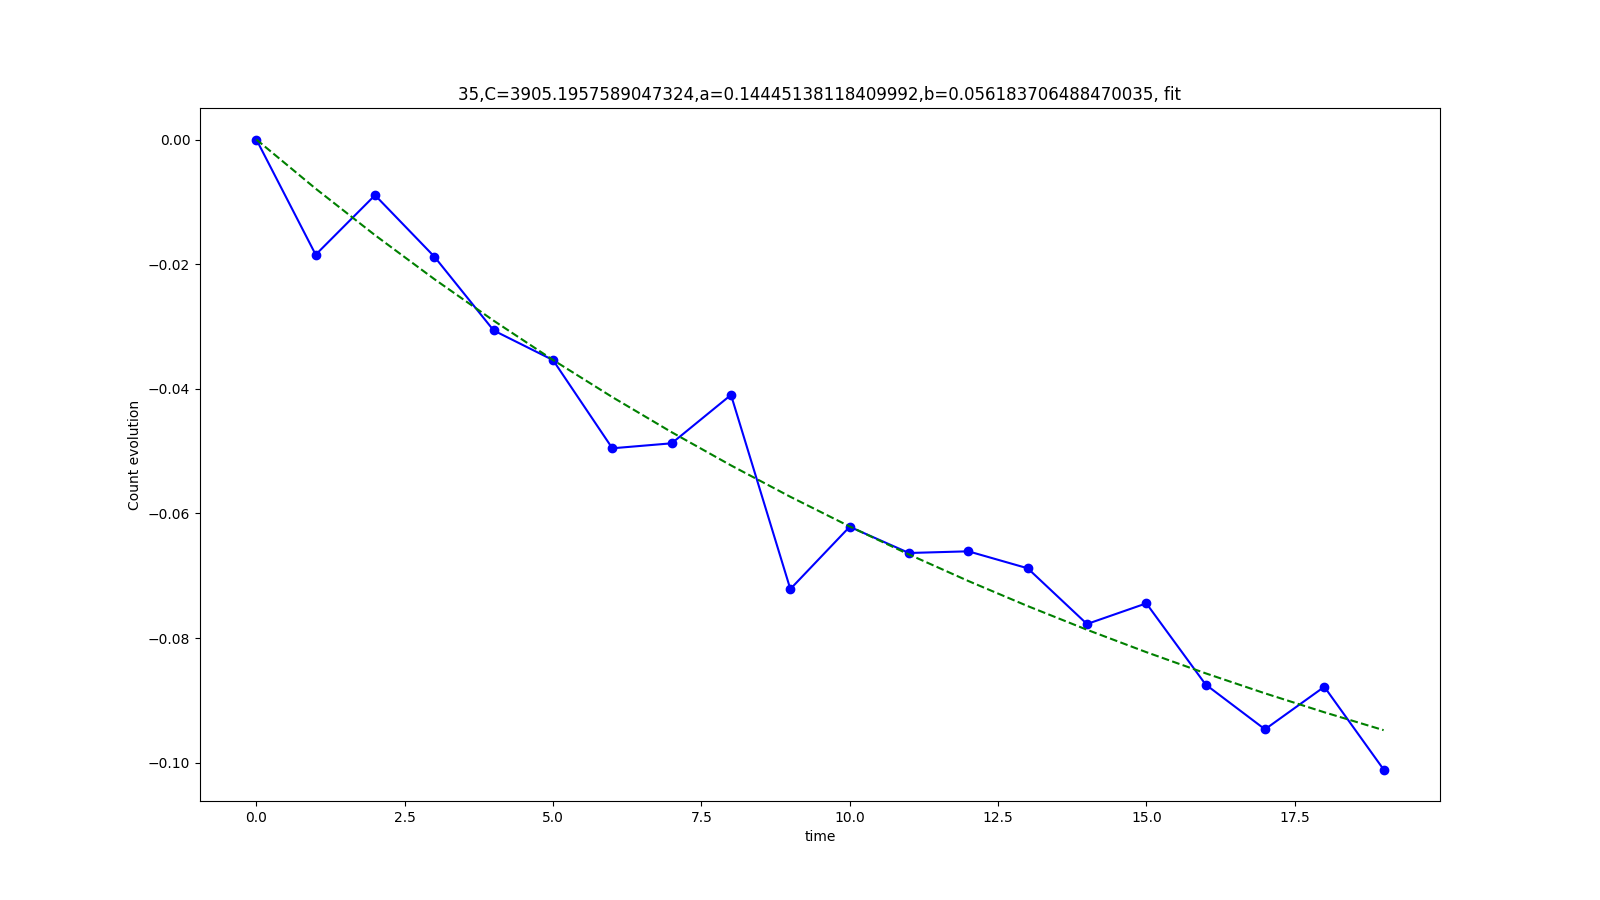 35,C=3905.1957589047324,a=0.14445138118409992,b=0.056183706488470035, fit
0.00
−0.02
−0.04
−0.06
−0.08
−0.10
Count evolution
0.0 2.5 5.0 7.5 10.0 12.5 15.0 17.5
time